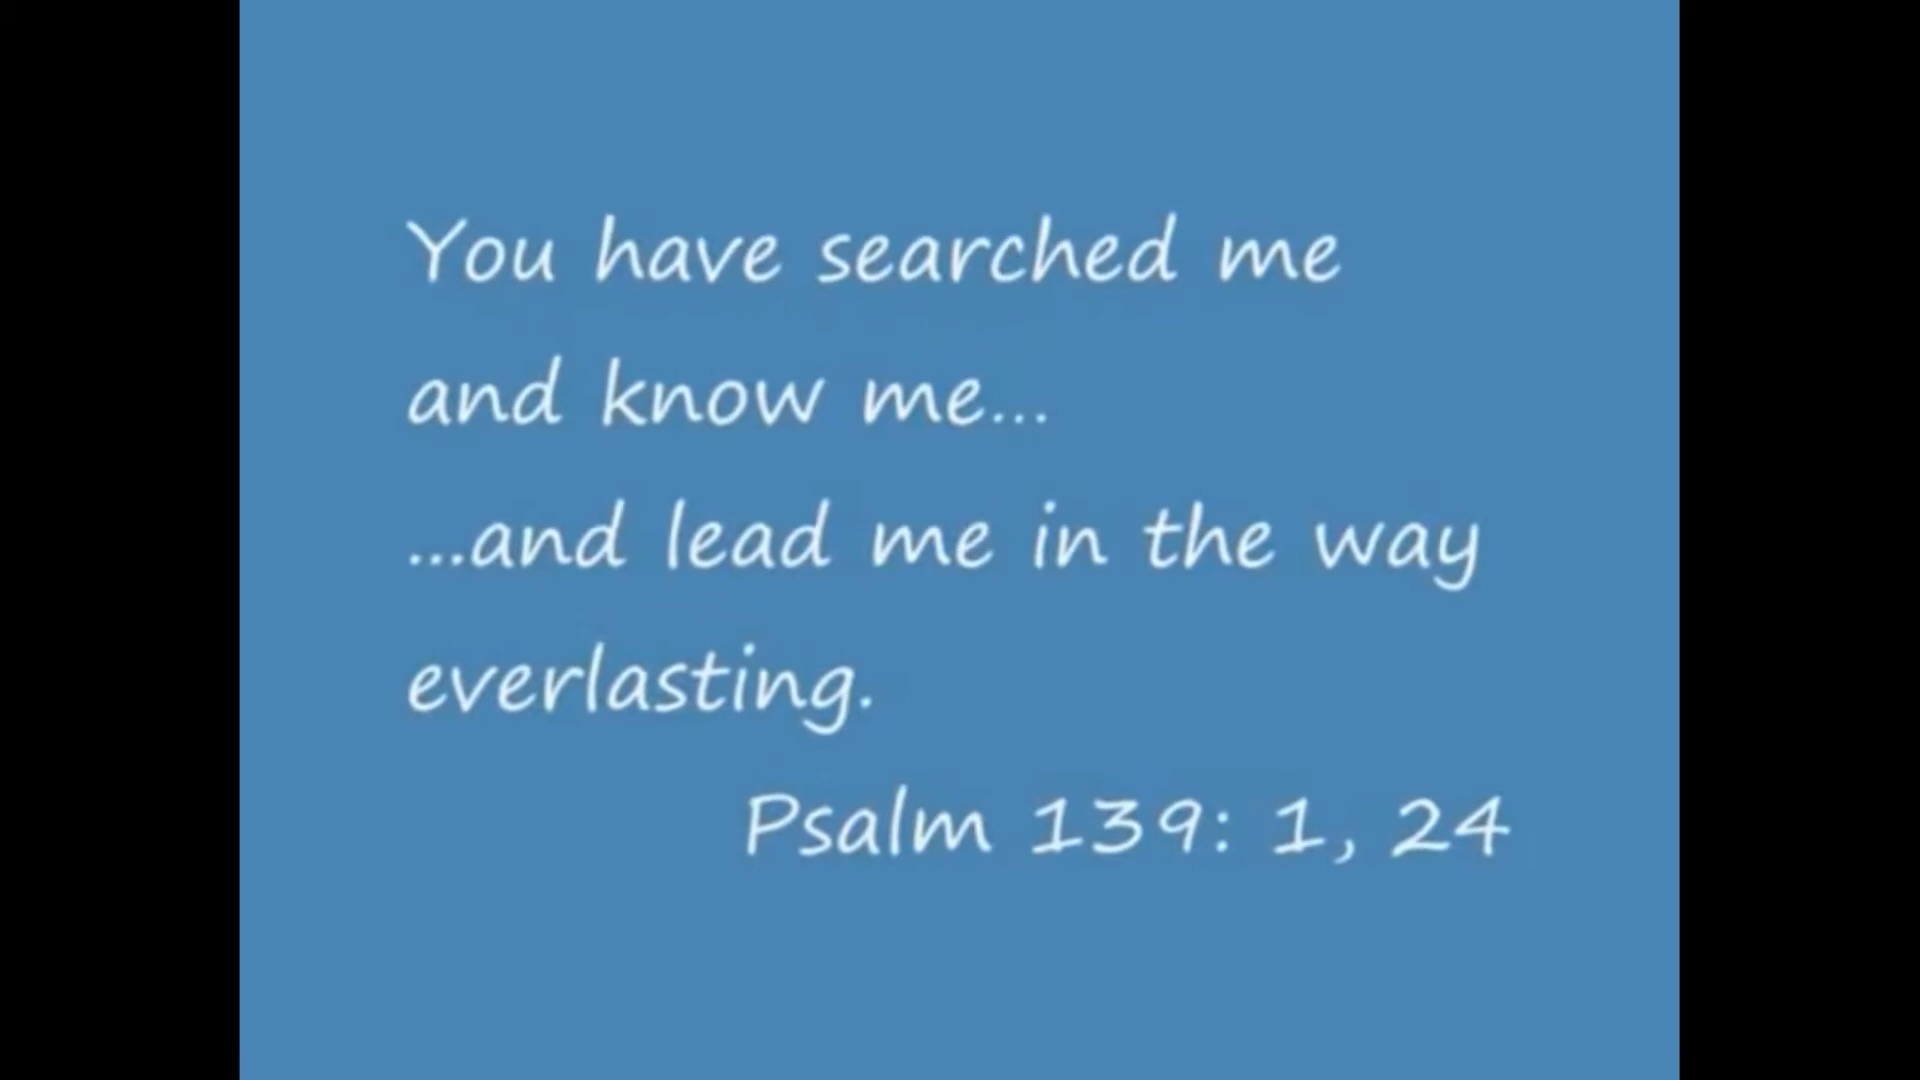 You have searched me
and know me...
...and lead me in the way
everlasting.
Psalm 139: 1, 24